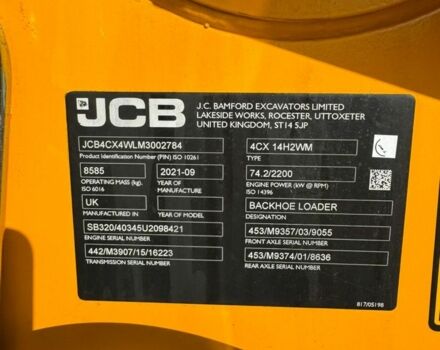 JCB
J.C. BAMFORD EXCAVATORS LIMITED
LAKESIDE WORKS, ROCESTER, UTTOXETER
UNITED KINGDOM, ST14 5JP
JCB4CX4WLM3002784
Product Identification Number (PIN) ISO 10261
4CX 14H2WM
TYPE
8585
OPERATING MASS (kg),
ISO 6016
2021-09
YEAR OF
MANUFACTURE
74.2/2200
ENGINE POWER (kW @ RPM)
ISO 14396
UK
MANUFACTURED IN
YEAR OF MODEL
BACKHOE LOADER
DESIGNATION
SB320/40345U2098421
ENGINE SERIAL NUMBER
453/M9357/03/9055
FRONT AXLE SERIAL NUMBER
442/M3907/15/16223
TRANSMISSION SERIAL NUMBER
453/M9374/01/8636
REAR AXLE SERIAL NUMBER
817/05198